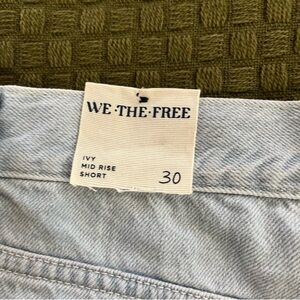 WE·THE·FREE
IVY
MID RISE
SHORT
30